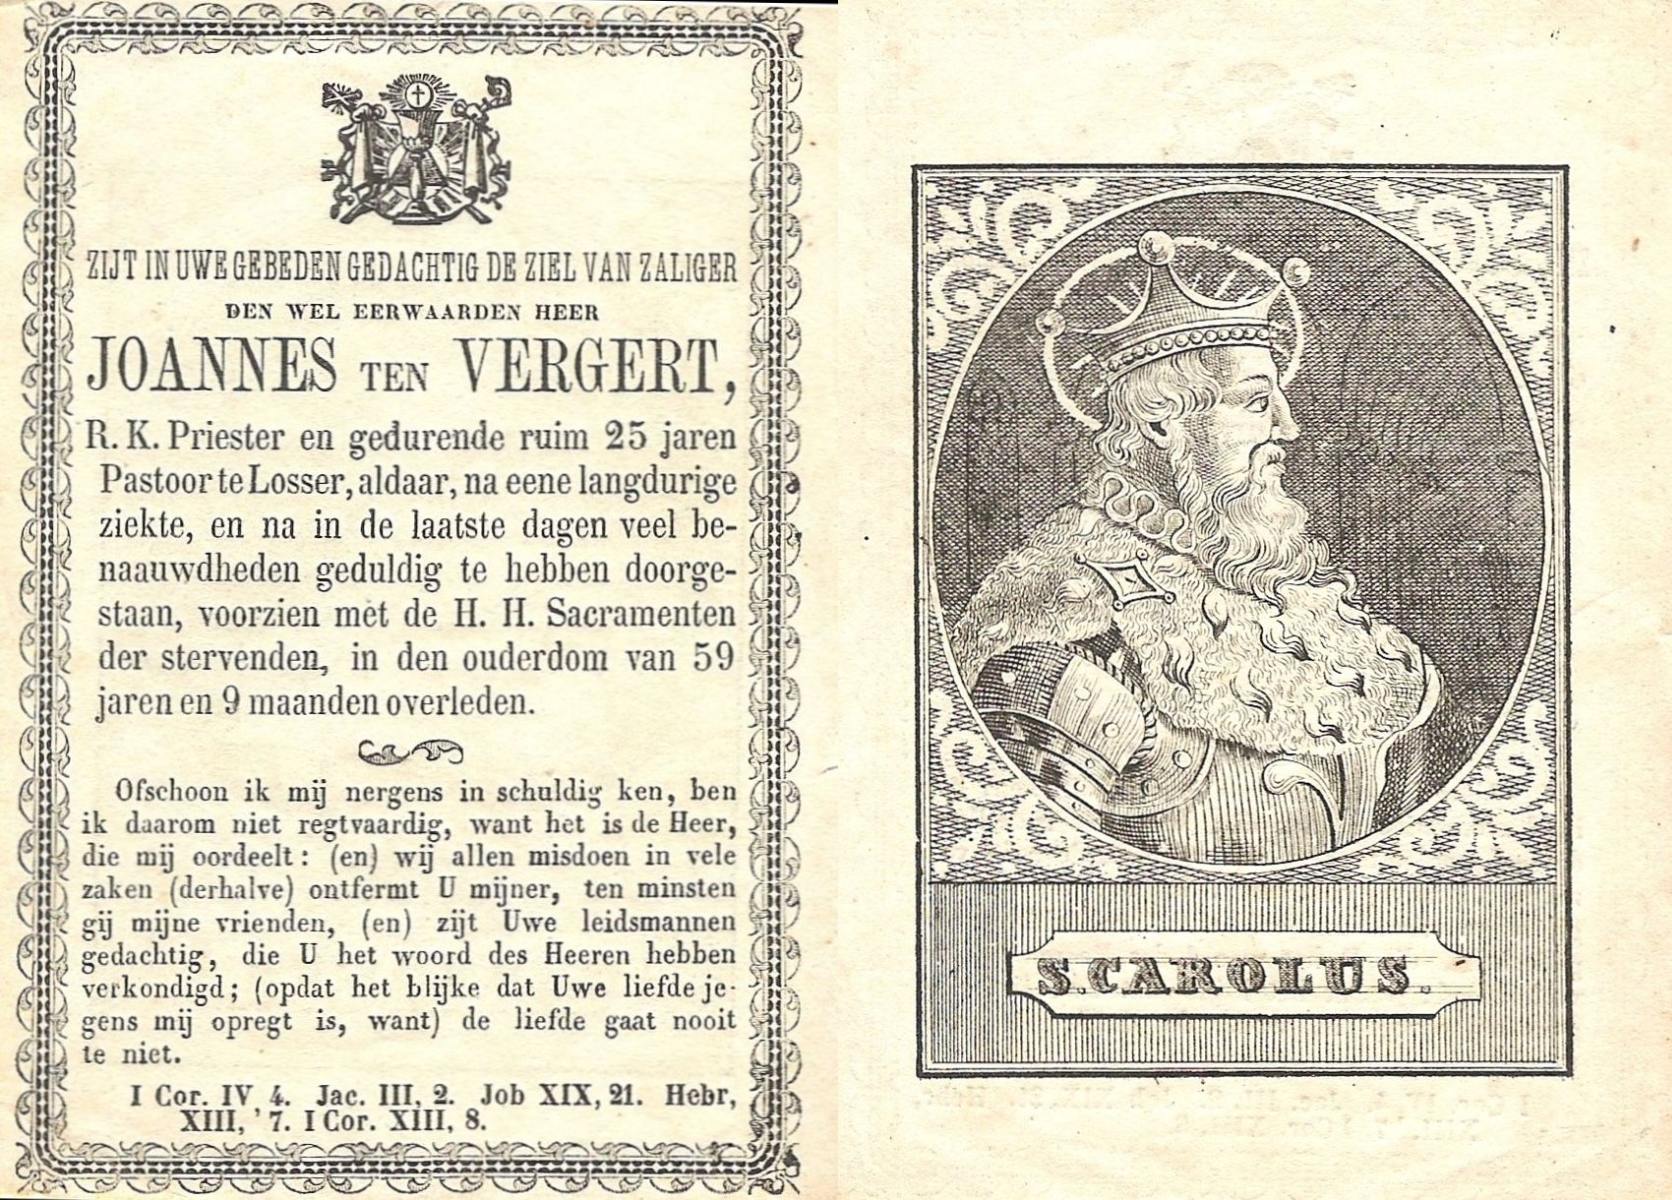 ZIJT IN UWE GEBEDEN GEDACHTIG DE ZIEL VAN ZALIGER
DEN WEL EERWAARDEN HEER
JOANNES TEN VERGERT,
R. K. Priester en gedurende ruim 25 jaren
Pastoor te Losser, aldaar, na eene langdurige
ziekte, en na in de laatste dagen veel be-
naauwdheden geduldig te hebben doorge-
staan, voorzien met de H. H. Sacramenten
der stervenden, in den ouderdom van 59
jaren en 9 maanden overleden.
Ofschoon ik mij nergens in schuldig ken, ben
ik daarom niet regtvaardig, want het is de Heer,
die mij oordeelt: (en) wij allen misdoen in vele
zaken (derhalve) ontfermt U mijner, ten minsten
gij mijne vrienden, (en) zijt Uwe leidsmannen
gedachtig, die U het woord des Heeren hebben
verkondigd; (opdat het blijke dat Uwe liefde je-
gens mij opregt is, want) de liefde gaat nooit
te niet.
I Cor. IV, 4. Jac. III, 2. Job XIX, 21. Hebr,
XIII, 7. I Cor. XIII, 8.
S. CAROLUS.